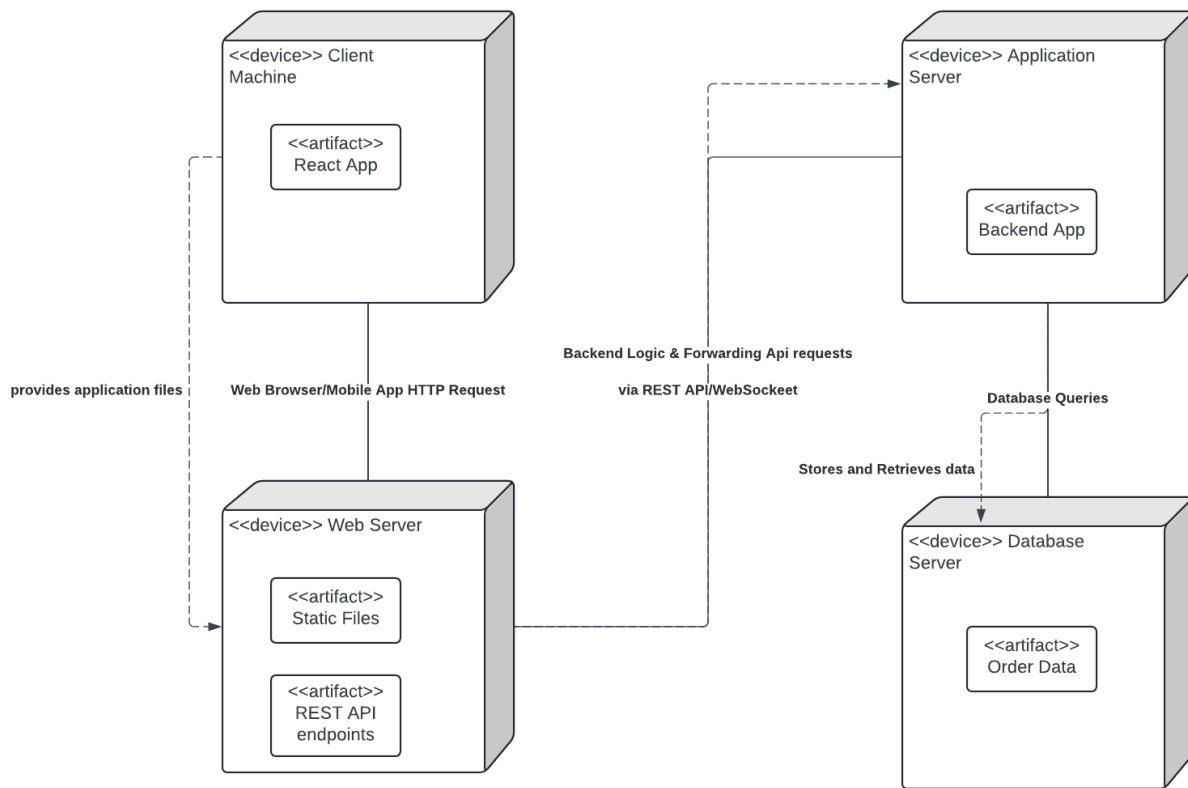 <<device>> Client
Machine
<<artifact>>
React App
<<device>> Application
Server
<<artifact>>
Backend App
provides application files
Web Browser/Mobile App HTTP Request
Backend Logic & Forwarding Api requests
via REST API/WebSockeet
Database Queries
Stores and Retrieves data
<<device>> Web Server
<<artifact>>
Static Files
<<artifact>>
REST API
endpoints
<<device>> Database
Server
<<artifact>>
Order Data